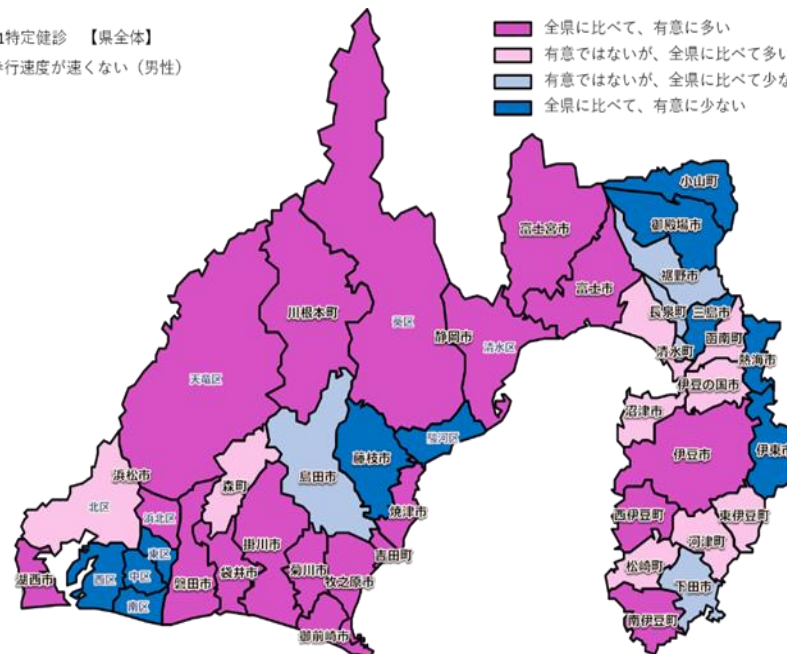 1特定健診 【県全体】
歩行速度が速くない（男性）
全県に比べて、有意に多い
有意ではないが、全県に比べて多い
有意ではないが、全県に比べて少な
全県に比べて、有意に少ない
小山町
御殿場市
富士宮市
裾野市
富士市
川根本町
長泉町
三島市
葵区
静岡市
函南町
清水区
清水町
熱海市
天竜区
伊豆の国市
沼津市
駿河区
伊豆市
伊東市
藤枝市
浜松市
島田市
森町
北区
焼津市
西伊豆町
東伊豆町
浜北区
掛川市
河津町
東区
吉田町
松崎町
湖西市
西区
中区
磐田市
袋井市
菊川市
牧之原市
下田市
南区
南伊豆町
御前崎市